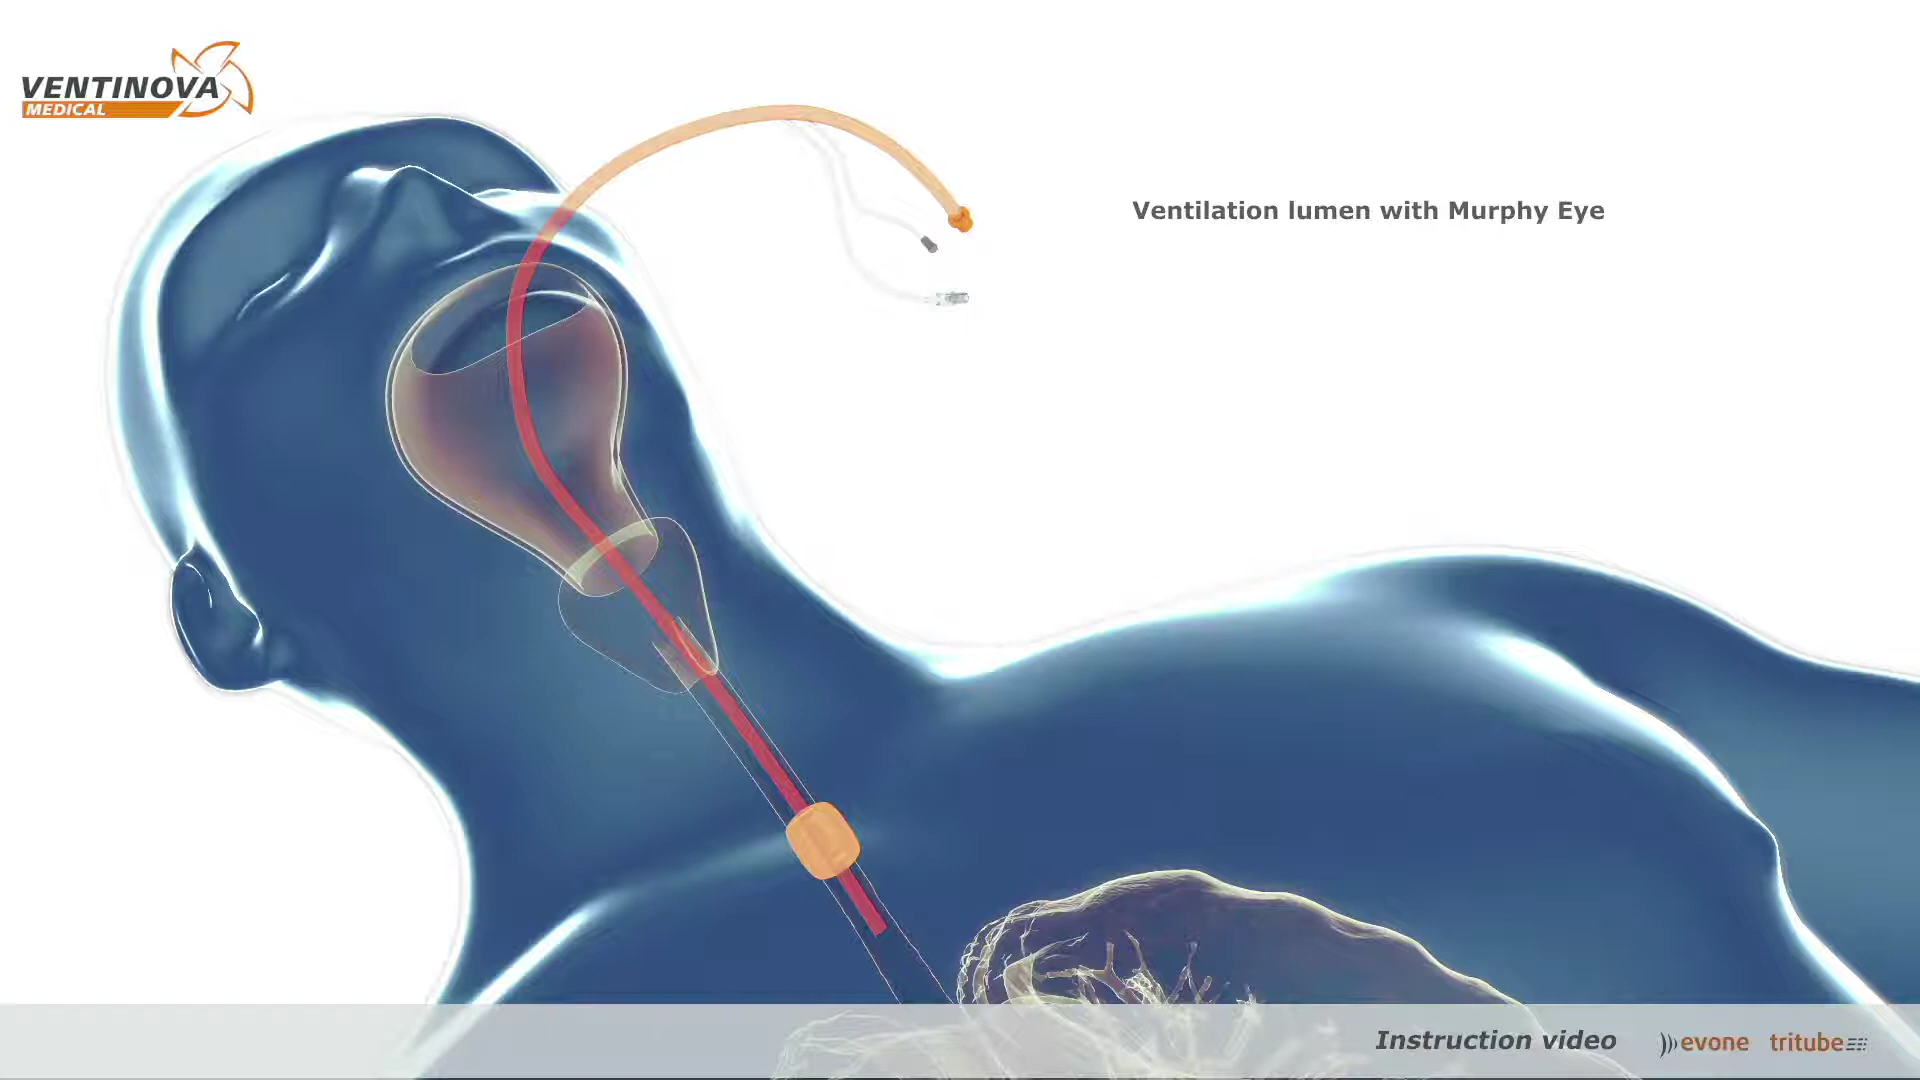 VENTINOVA
MEDICAL
Ventilation lumen with Murphy Eye
Instruction video
evone tritube